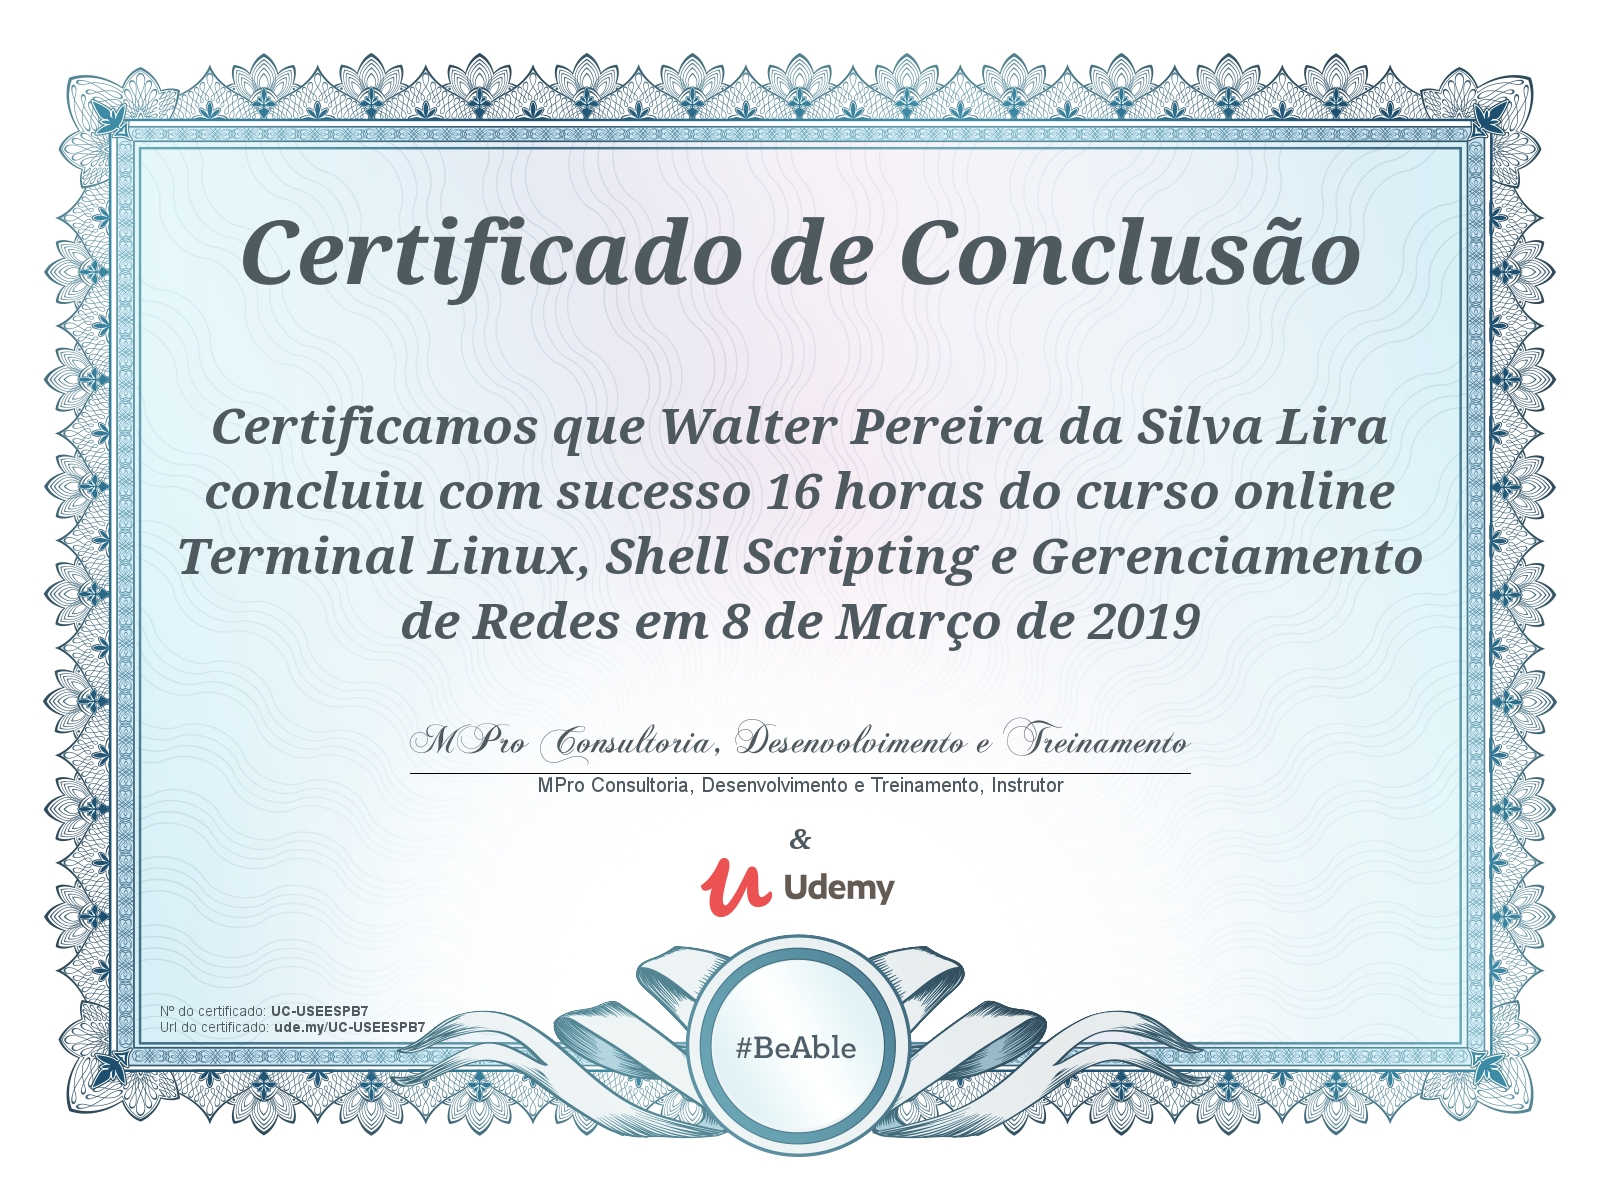 Certificado de Conclusão
Certificamos que Walter Pereira da Silva Lira
concluiu com sucesso 16 horas do curso online
Terminal Linux, Shell Scripting e Gerenciamento
de Redes em 8 de Março de 2019
MPro Consultoria, Desenvolvimento e Treinamento
MPro Consultoria, Desenvolvimento e Treinamento, Instrutor
&
Udemy
Nº do certificado: UC-USEESPB7
Url do certificado: ude.my/UC-USEESPB7
#BeAble